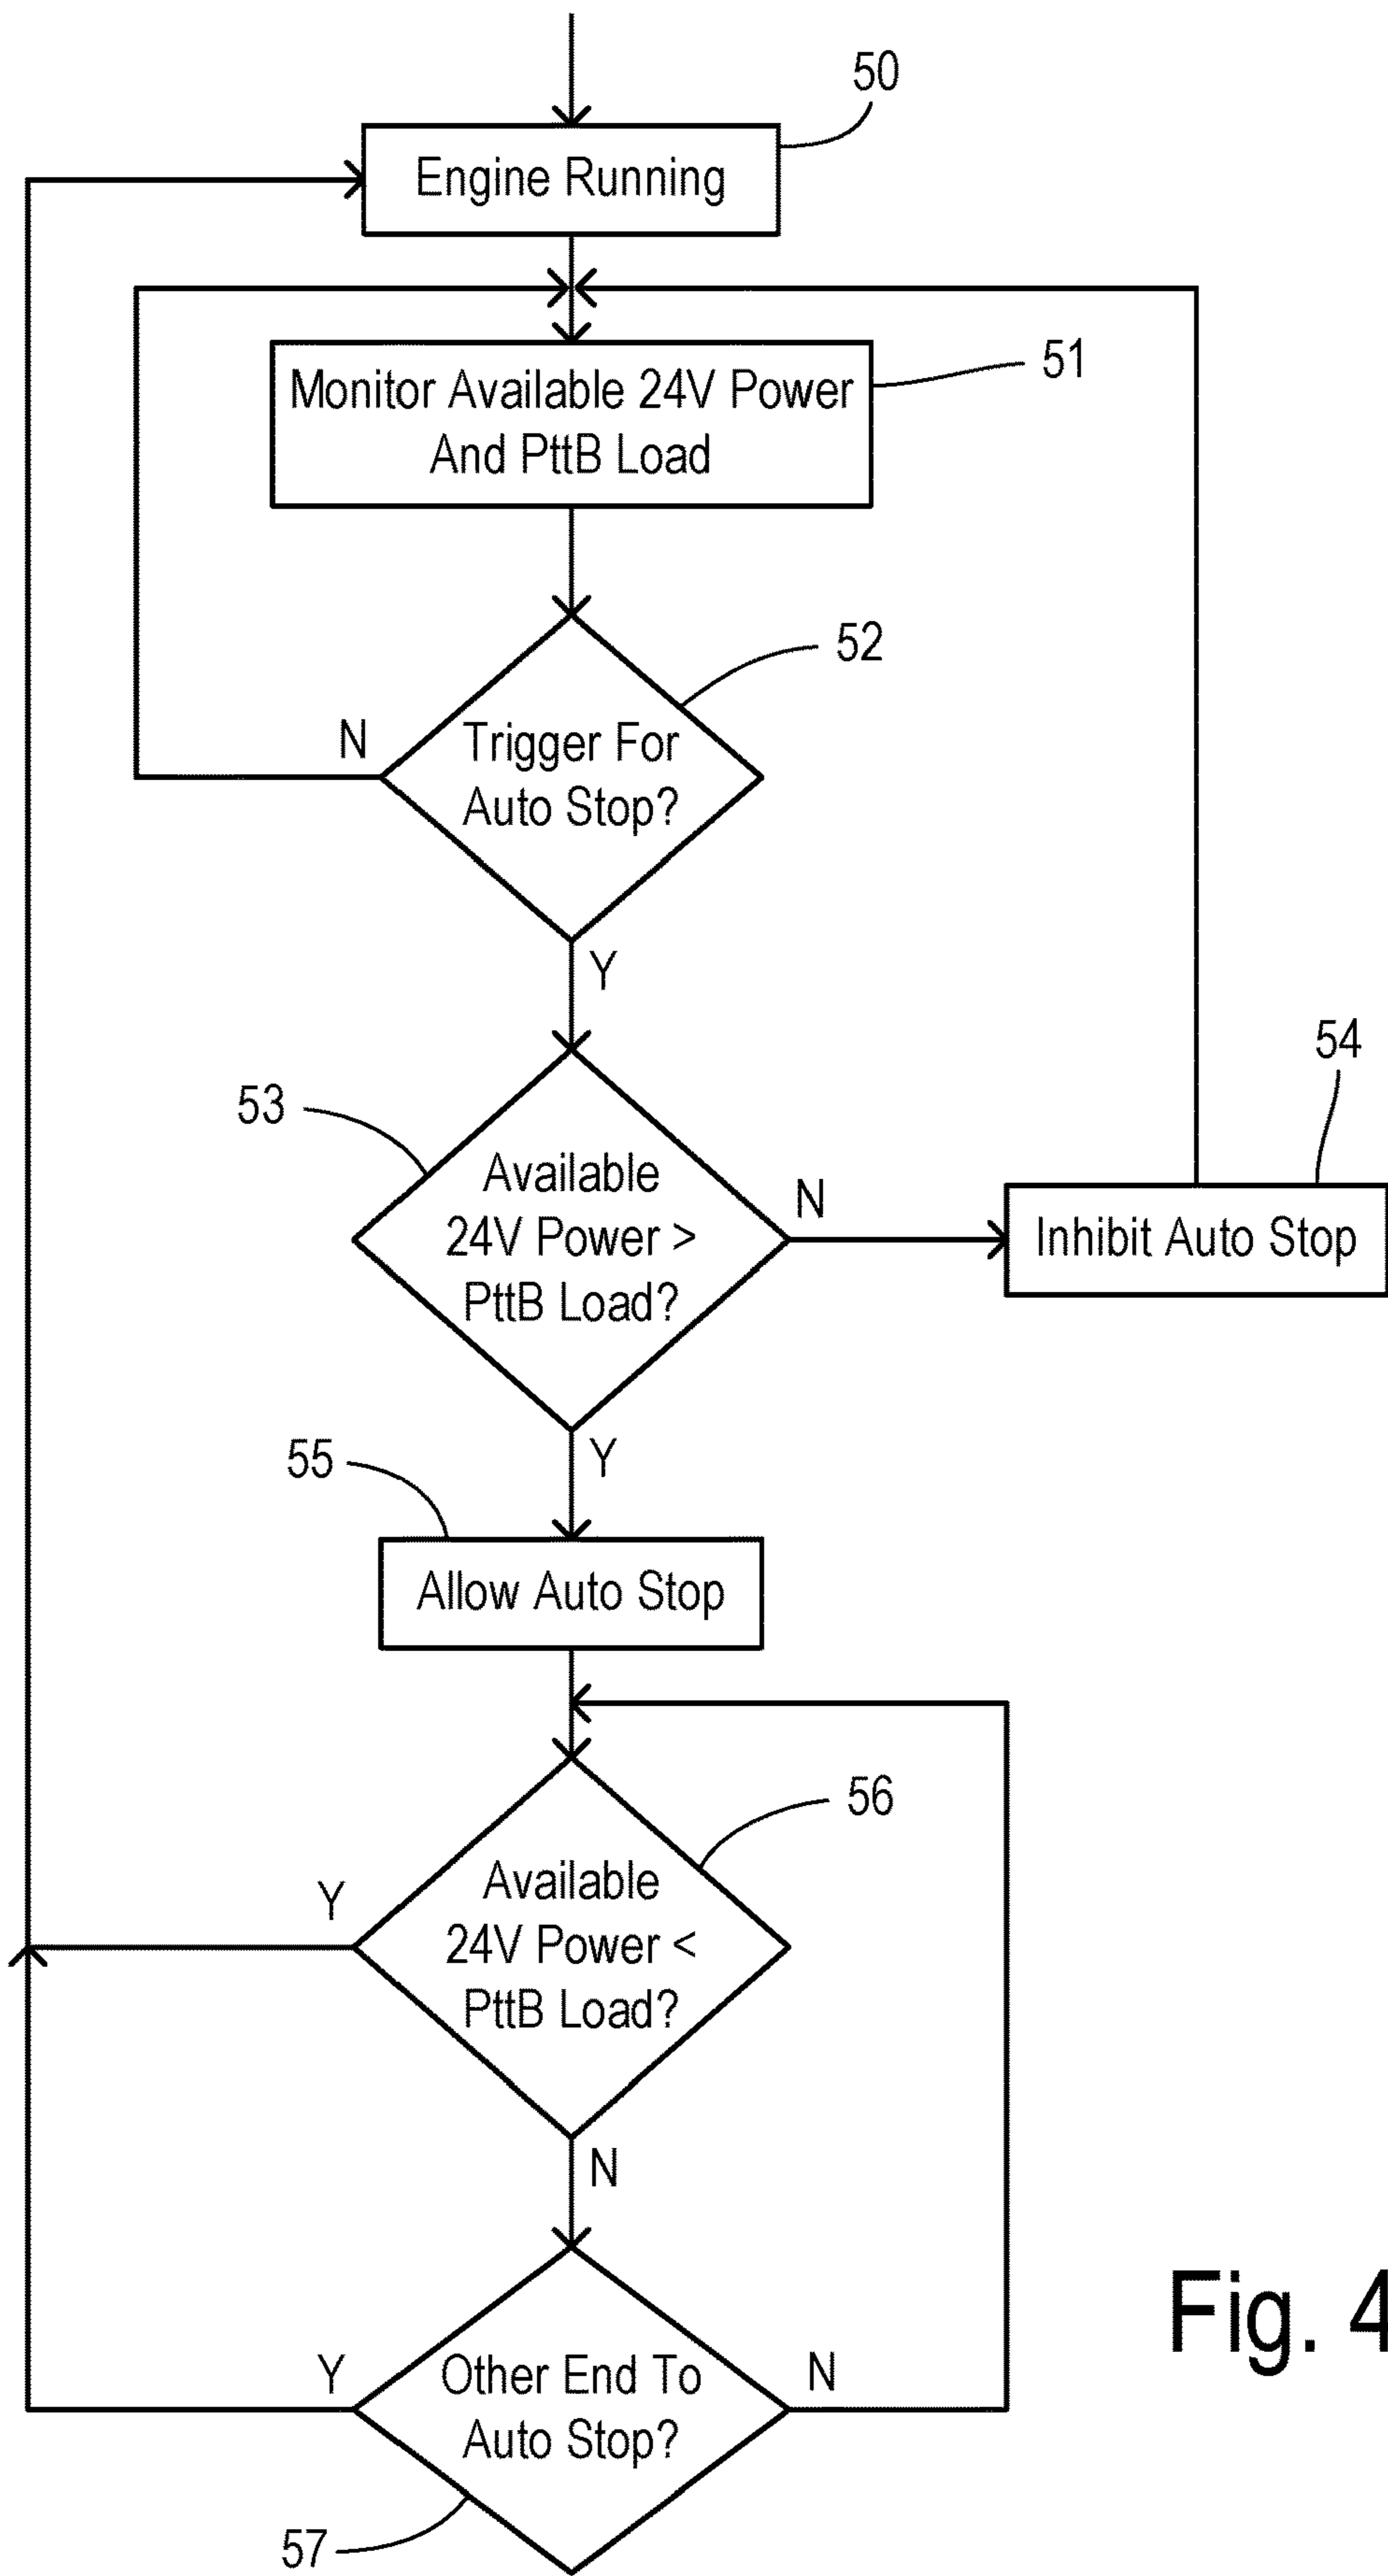 50
Engine Running
51
Monitor Available 24V Power
And PttB Load
52
N
Trigger For
Auto Stop?
Y
53
54
Available
24V Power >
PttB Load?
N
Inhibit Auto Stop
Y
55
Allow Auto Stop
56
Y
Available
24V Power <
PttB Load?
N
Y
Other End To
Auto Stop?
N
57
Fig. 4